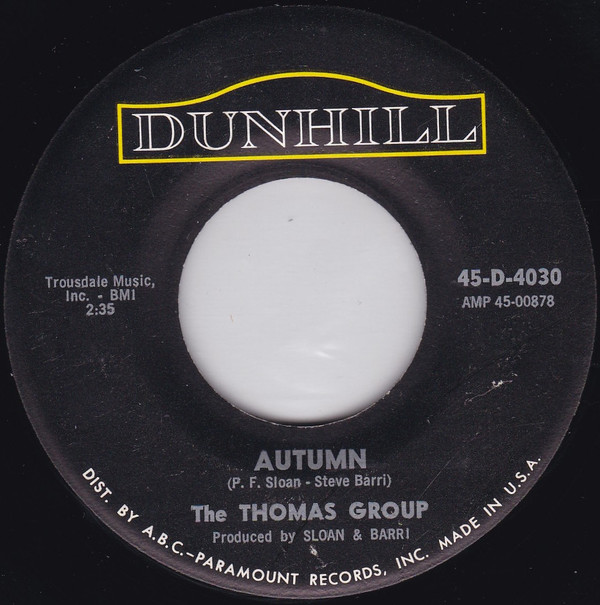 DUNHILL
Trousdale Music,
Inc. - BMI
2:35
45-D-4030
AMP 45-00878
AUTUMN
(P. F. Sloan - Steve Barri)
The THOMAS GROUP
Produced by SLOAN & BARRI
DIST. BY A.B.C.-PARAMOUNT RECORDS, INC. MADE IN U.S.A.